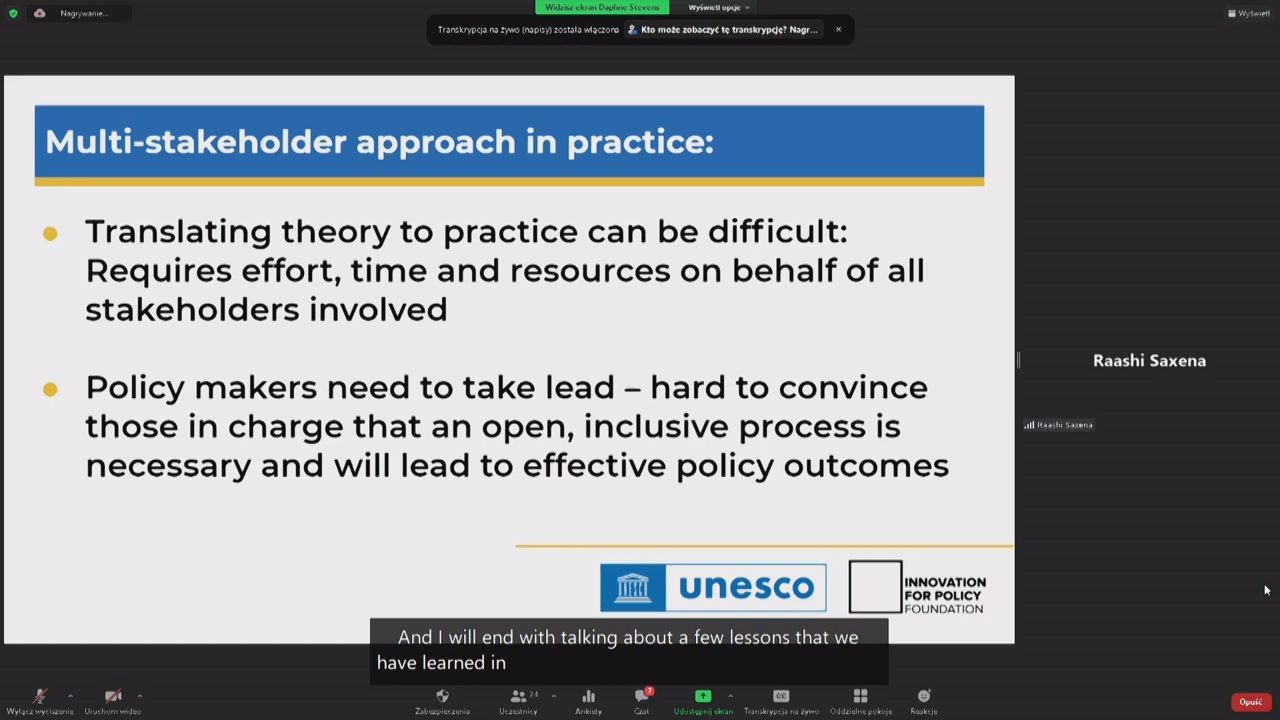 Nagrywanie...
Widzisz ekran Daphne Stevens
Wyświetl opcje
Wyświetl
Transkrypcja na żywo (napisy) została włączona
Kto może zobaczyć tę transkrypcję? Nagr...
Multi-stakeholder approach in practice:
Translating theory to practice can be difficult:
Requires effort, time and resources on behalf of all
stakeholders involved
Policy makers need to take lead – hard to convince
those in charge that an open, inclusive process is
necessary and will lead to effective policy outcomes
Raashi Saxena
Raashi Saxena
unesco
INNOVATION
FOR POLICY
FOUNDATION
And I will end with talking about a few lessons that we
have learned in
Wyłącz wyciszenie
Uruchom wideo
Zabezpieczenia
Uczestnicy
24
Ankiety
Czat
7
Udostępnij ekran
CC
Transkrypcja na żywo
Oddzielne pokoje
Reakcje
Opuść